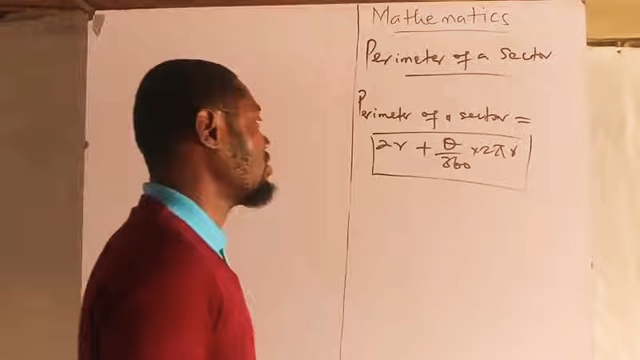 Mathematics
Perimeter of a Sector
Perimeter of a sector =
2r + θ/360 × 2πr